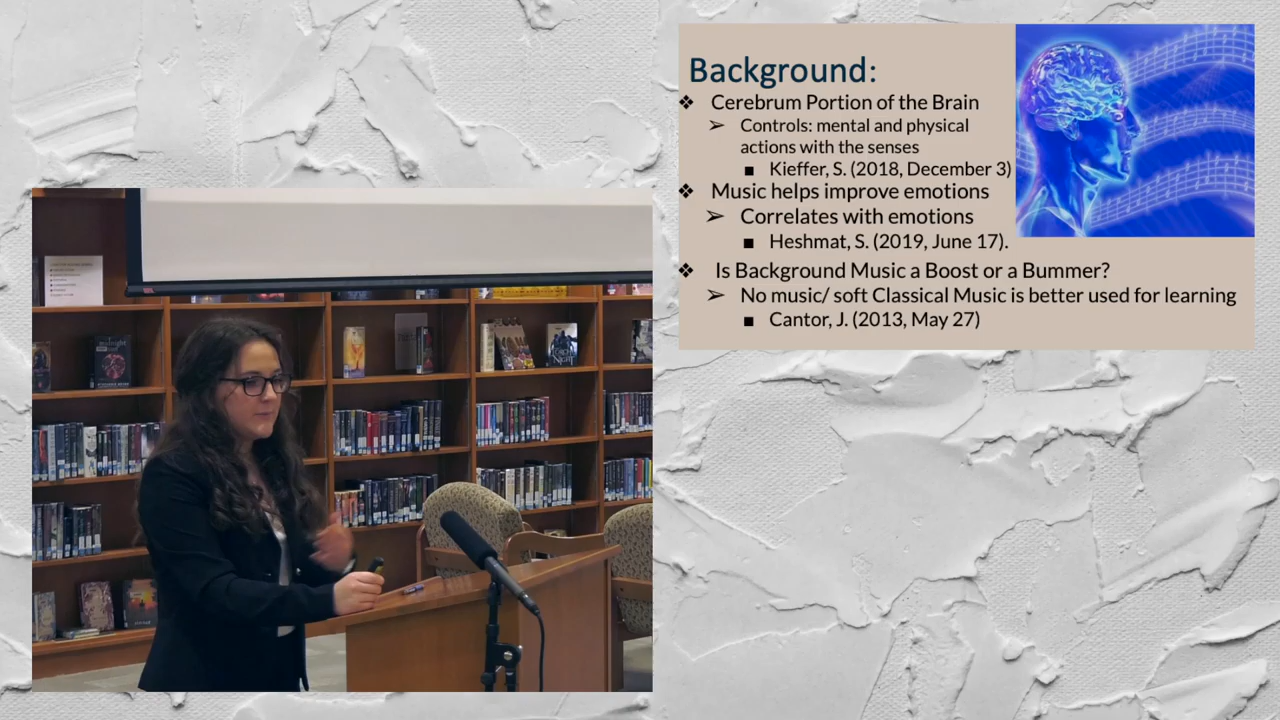 Background:
❖ Cerebrum Portion of the Brain
➢ Controls: mental and physical
actions with the senses
■ Kieffer, S. (2018, December 3)
❖ Music helps improve emotions
➢ Correlates with emotions
■ Heshmat, S. (2019, June 17).
❖ Is Background Music a Boost or a Bummer?
➢ No music/ soft Classical Music is better used for learning
■ Cantor, J. (2013, May 27)
midnight